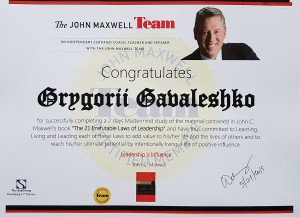 The JOHN MAXWELL Team
AN INDEPENDENT CERTIFIED COACH, TEACHER AND SPEAKER
WITH THE JOHN MAXWELL TEAM
Congratulates
Grygorii Gavaleshko
for successfully completing a 2 days Mastermind study of the material contained in John C.
Maxwell's book "The 21 Irrefutable Laws of Leadership" and have first committed to Learning,
Living and Leading each of these Laws to add value to his/her life and the lives of others and to
reach his/her ultimate potential by intentionally living a life of positive influence.
Leadership is Influence
John C. Maxwell